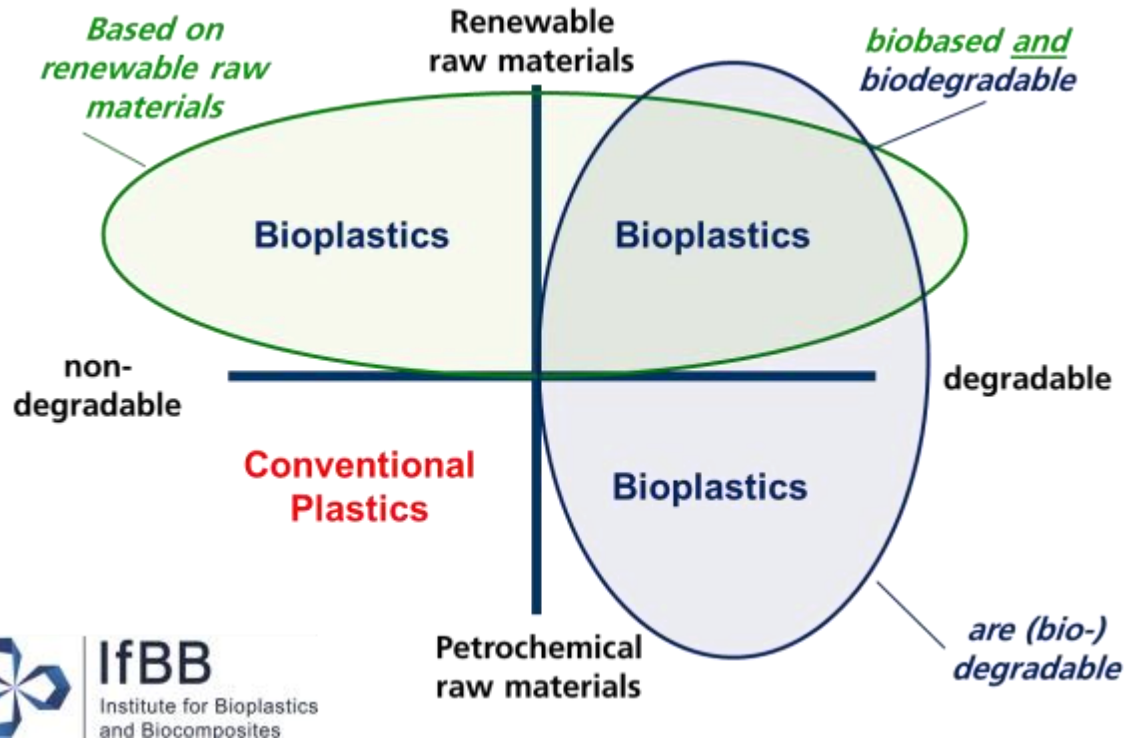 Based on
renewable raw
materials
Renewable
raw materials
biobased and
biodegradable
Bioplastics
Bioplastics
non-
degradable
degradable
Conventional
Plastics
Bioplastics
Petrochemical
raw materials
are (bio-)
degradable
IfBB
Institute for Bioplastics
and Biocomposites